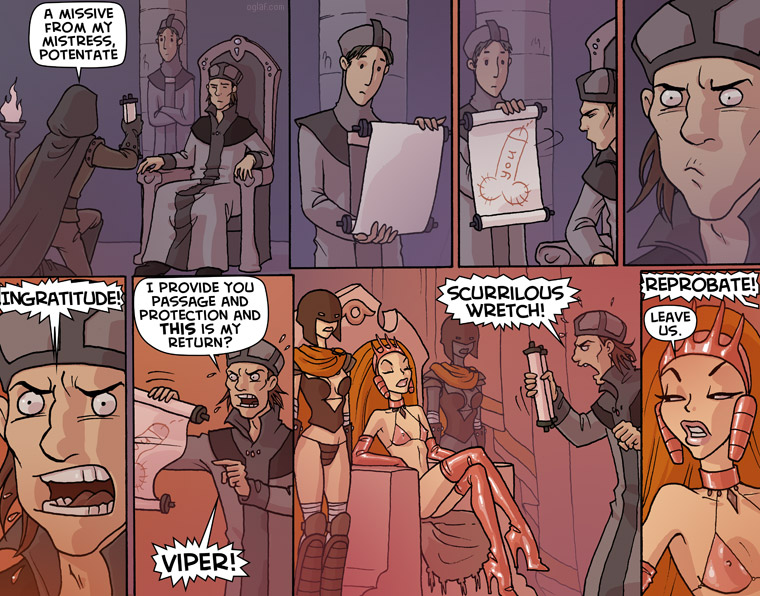 oglaf.com
A MISSIVE
FROM MY
MISTRESS,
POTENTATE
YOU
INGRATITUDE!
I PROVIDE YOU
PASSAGE AND
PROTECTION AND
THIS IS MY
RETURN?
VIPER!
SCURRILOUS
WRETCH!
REPROBATE!
LEAVE
US.